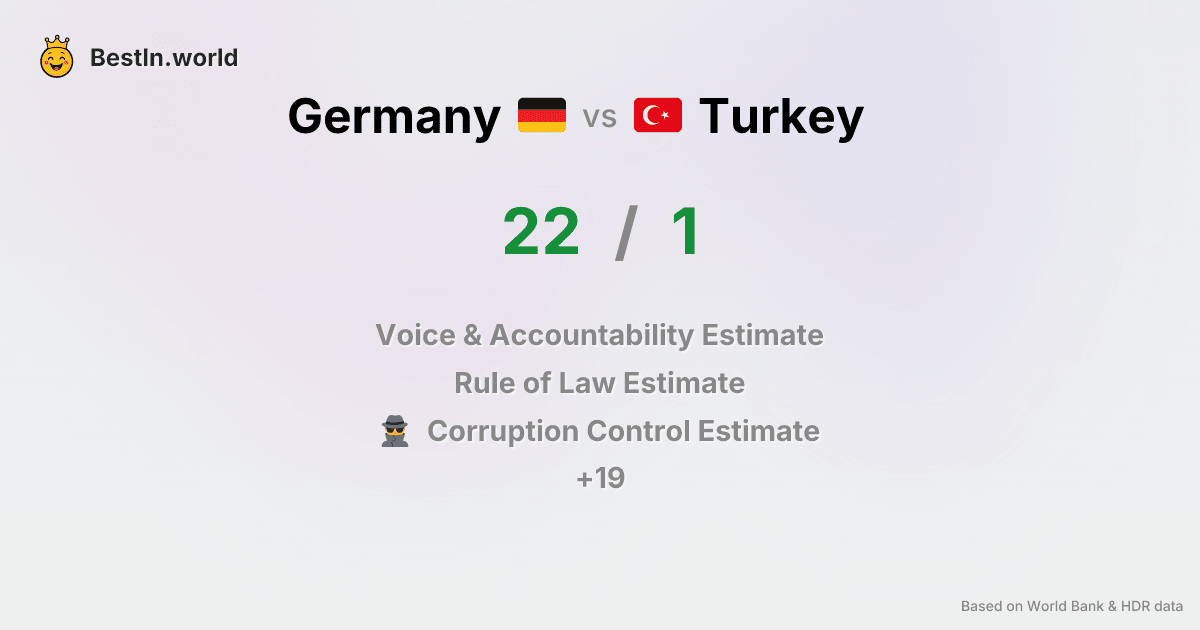 BestIn.world
Germany vs Turkey
22 / 1
Voice & Accountability Estimate
Rule of Law Estimate
Corruption Control Estimate
+19
Based on World Bank & HDR data